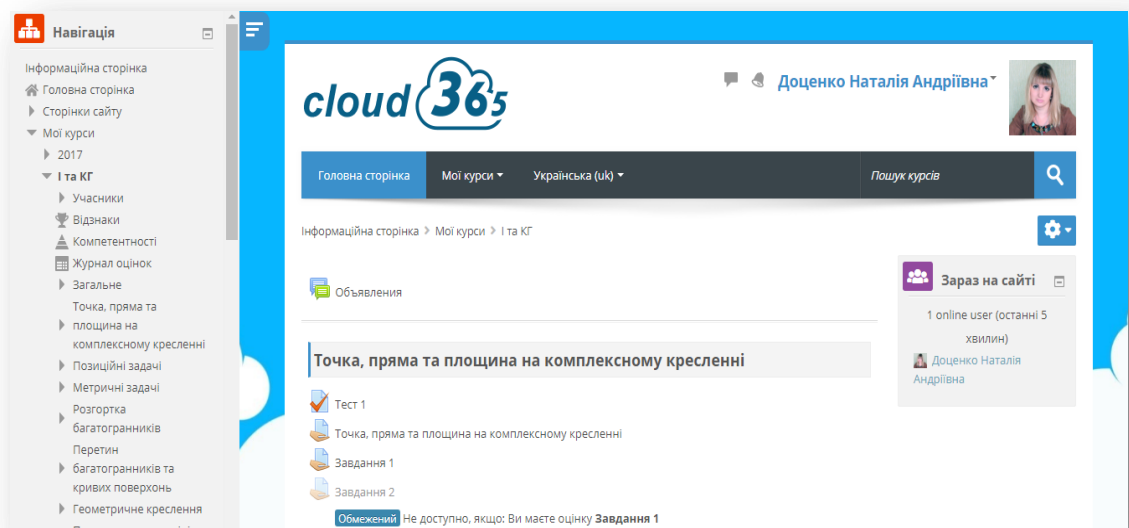 Навігація
Інформаційна сторінка
Головна сторінка
Сторінки сайту
Мої курси
2017
І та КГ
Учасники
Відзнаки
Компетентності
Журнал оцінок
Загальне
Точка, пряма та
площина на
комплексному кресленні
Позиційні задачі
Метричні задачі
Розгортка
багатогранників
Перетин
багатогранників та
кривих поверхонь
Геометричне креслення
cloud 365
Доценко Наталія Андріївна
Головна сторінка Мої курси Українська (uk) Пошук курсів
Інформаційна сторінка Мої курси І та КГ
Объявления
Точка, пряма та площина на комплексному кресленні
Тест 1
Точка, пряма та площина на комплексному кресленні
Завдання 1
Завдання 2
Обмежений Не доступно, якщо: Ви маєте оцінку Завдання 1
Зараз на сайті
1 online user (останні 5
хвилин)
Доценко Наталія
Андріївна